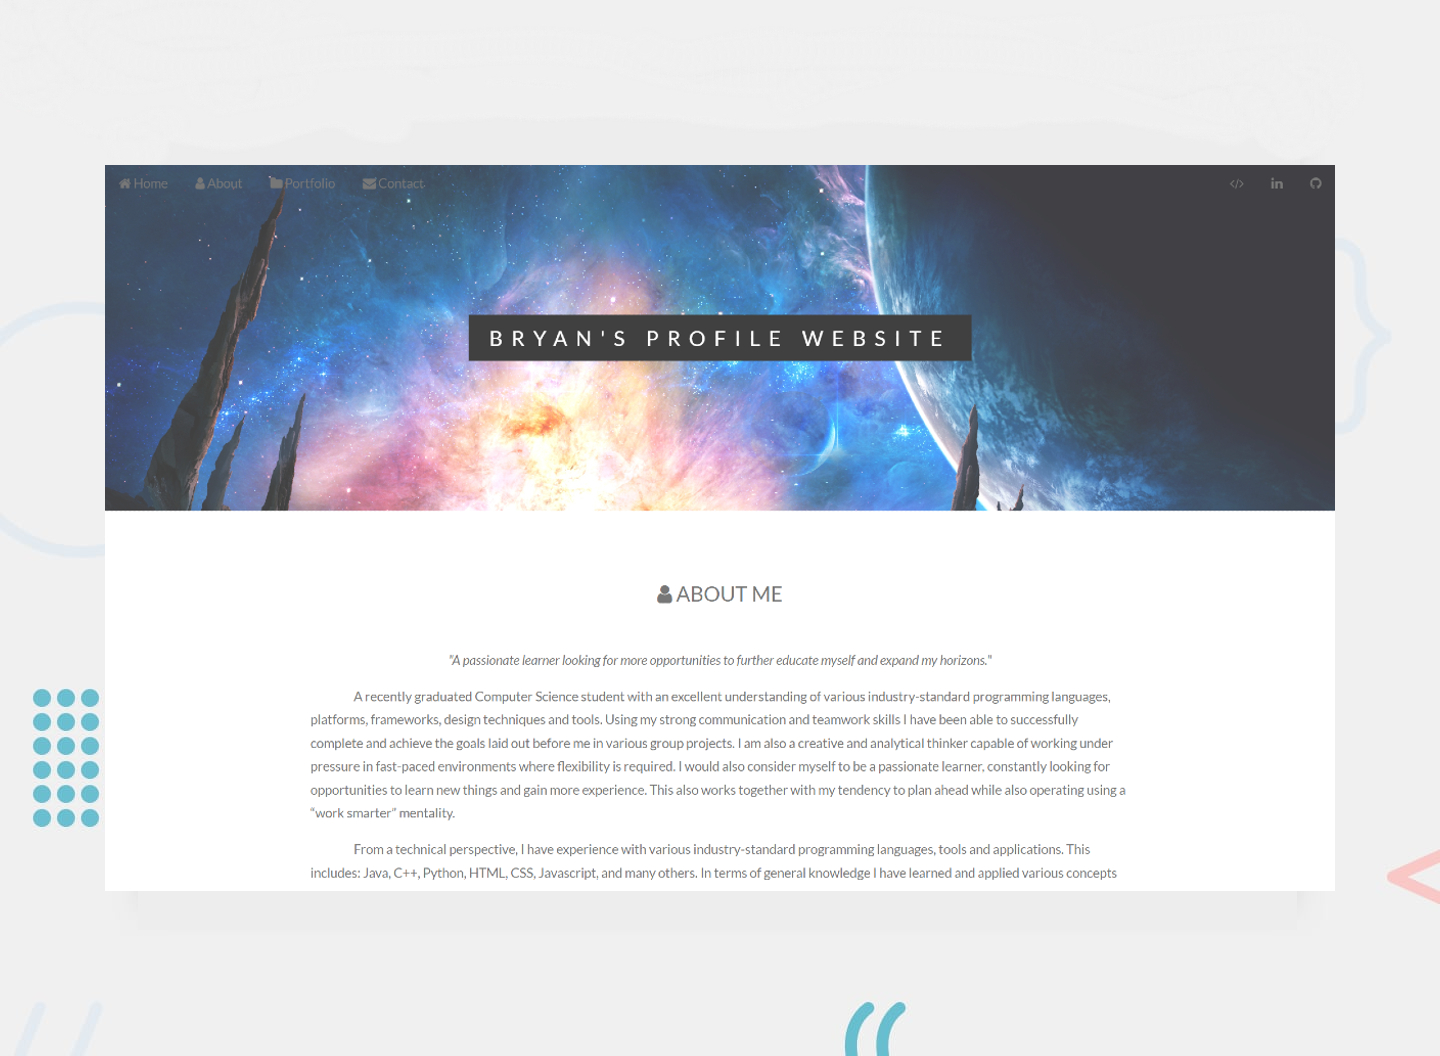 Home About Portfolio Contact
BRYAN'S PROFILE WEBSITE
ABOUT ME
"A passionate learner looking for more opportunities to further educate myself and expand my horizons."
A recently graduated Computer Science student with an excellent understanding of various industry-standard programming languages,
platforms, frameworks, design techniques and tools. Using my strong communication and teamwork skills I have been able to successfully
complete and achieve the goals laid out before me in various group projects. I am also a creative and analytical thinker capable of working under
pressure in fast-paced environments where flexibility is required. I would also consider myself to be a passionate learner, constantly looking for
opportunities to learn new things and gain more experience. This also works together with my tendency to plan ahead while also operating using a
“work smarter” mentality.
From a technical perspective, I have experience with various industry-standard programming languages, tools and applications. This
includes: Java, C++, Python, HTML, CSS, Javascript, and many others. In terms of general knowledge I have learned and applied various concepts